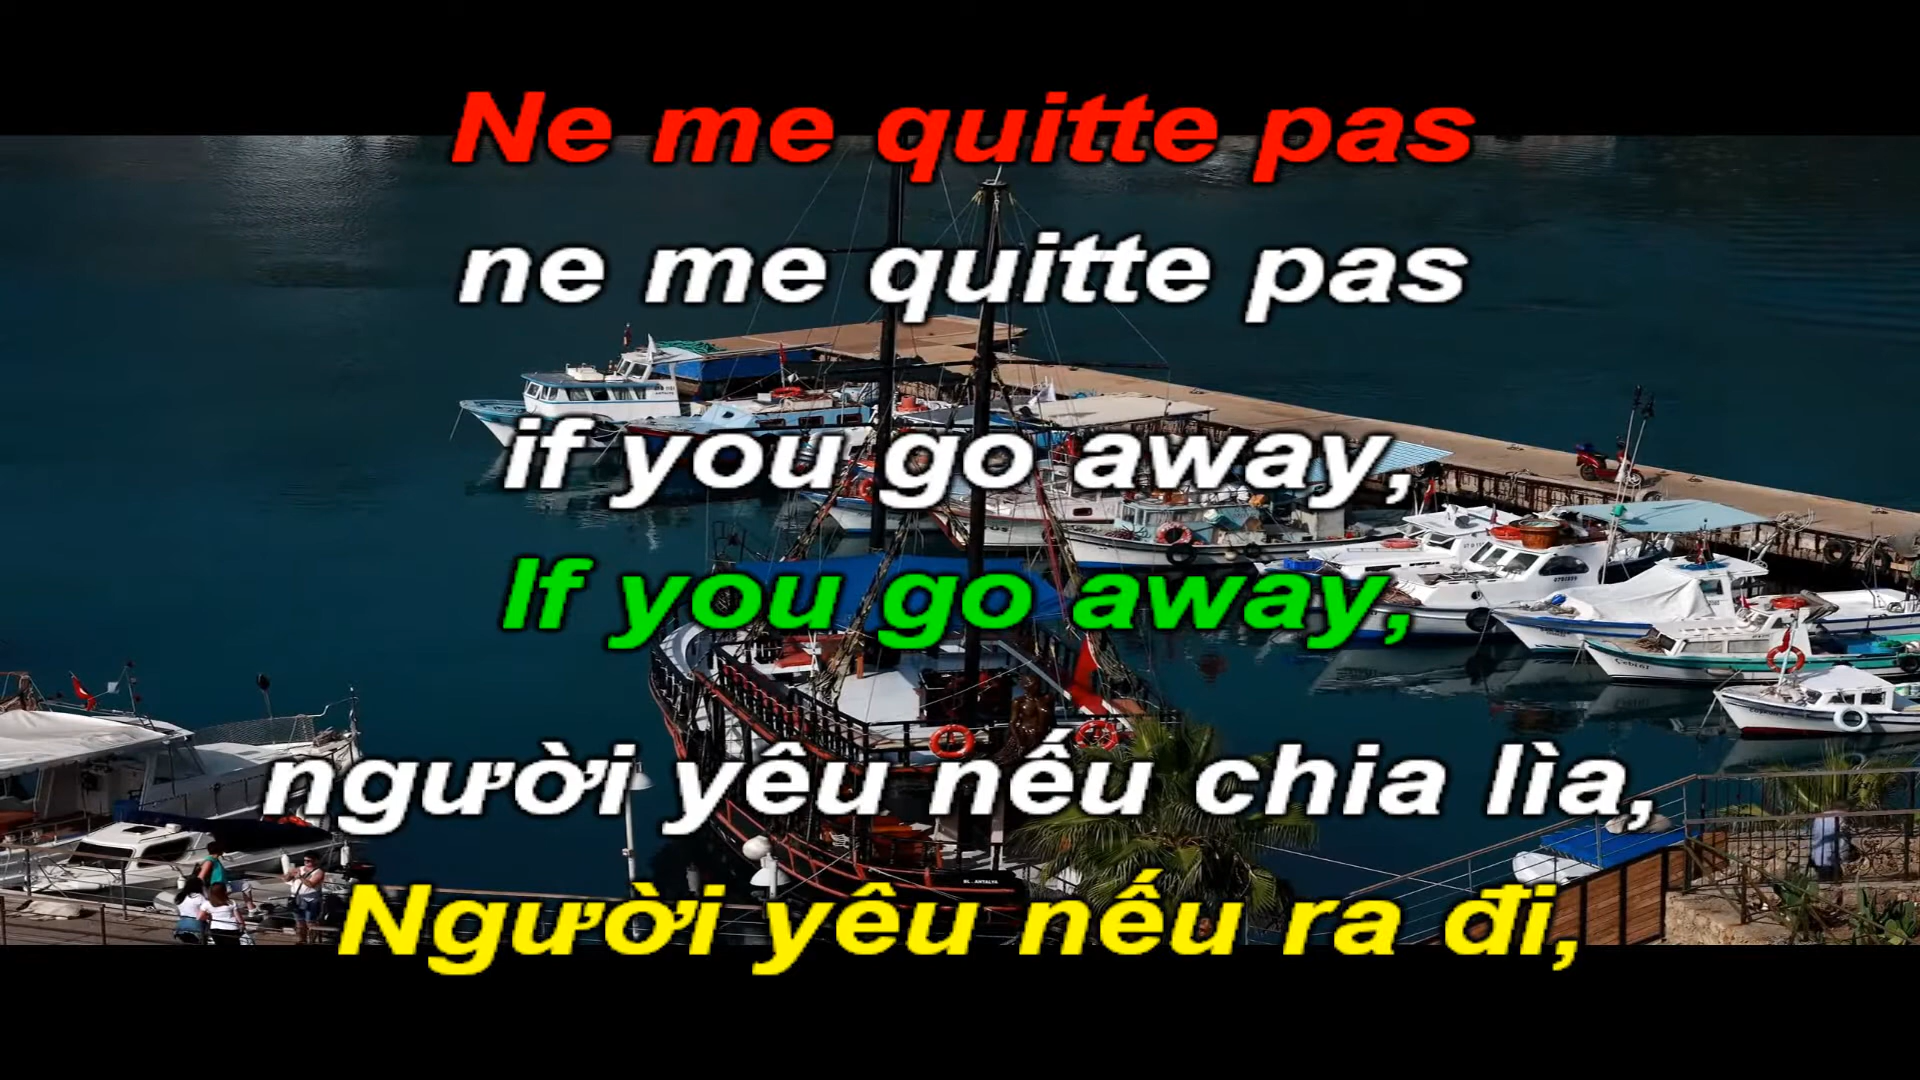 Ne me quitte pas
ne me quitte pas
if you go away,
If you go away,
người yêu nếu chia lìa,
Người yêu nếu ra đi,